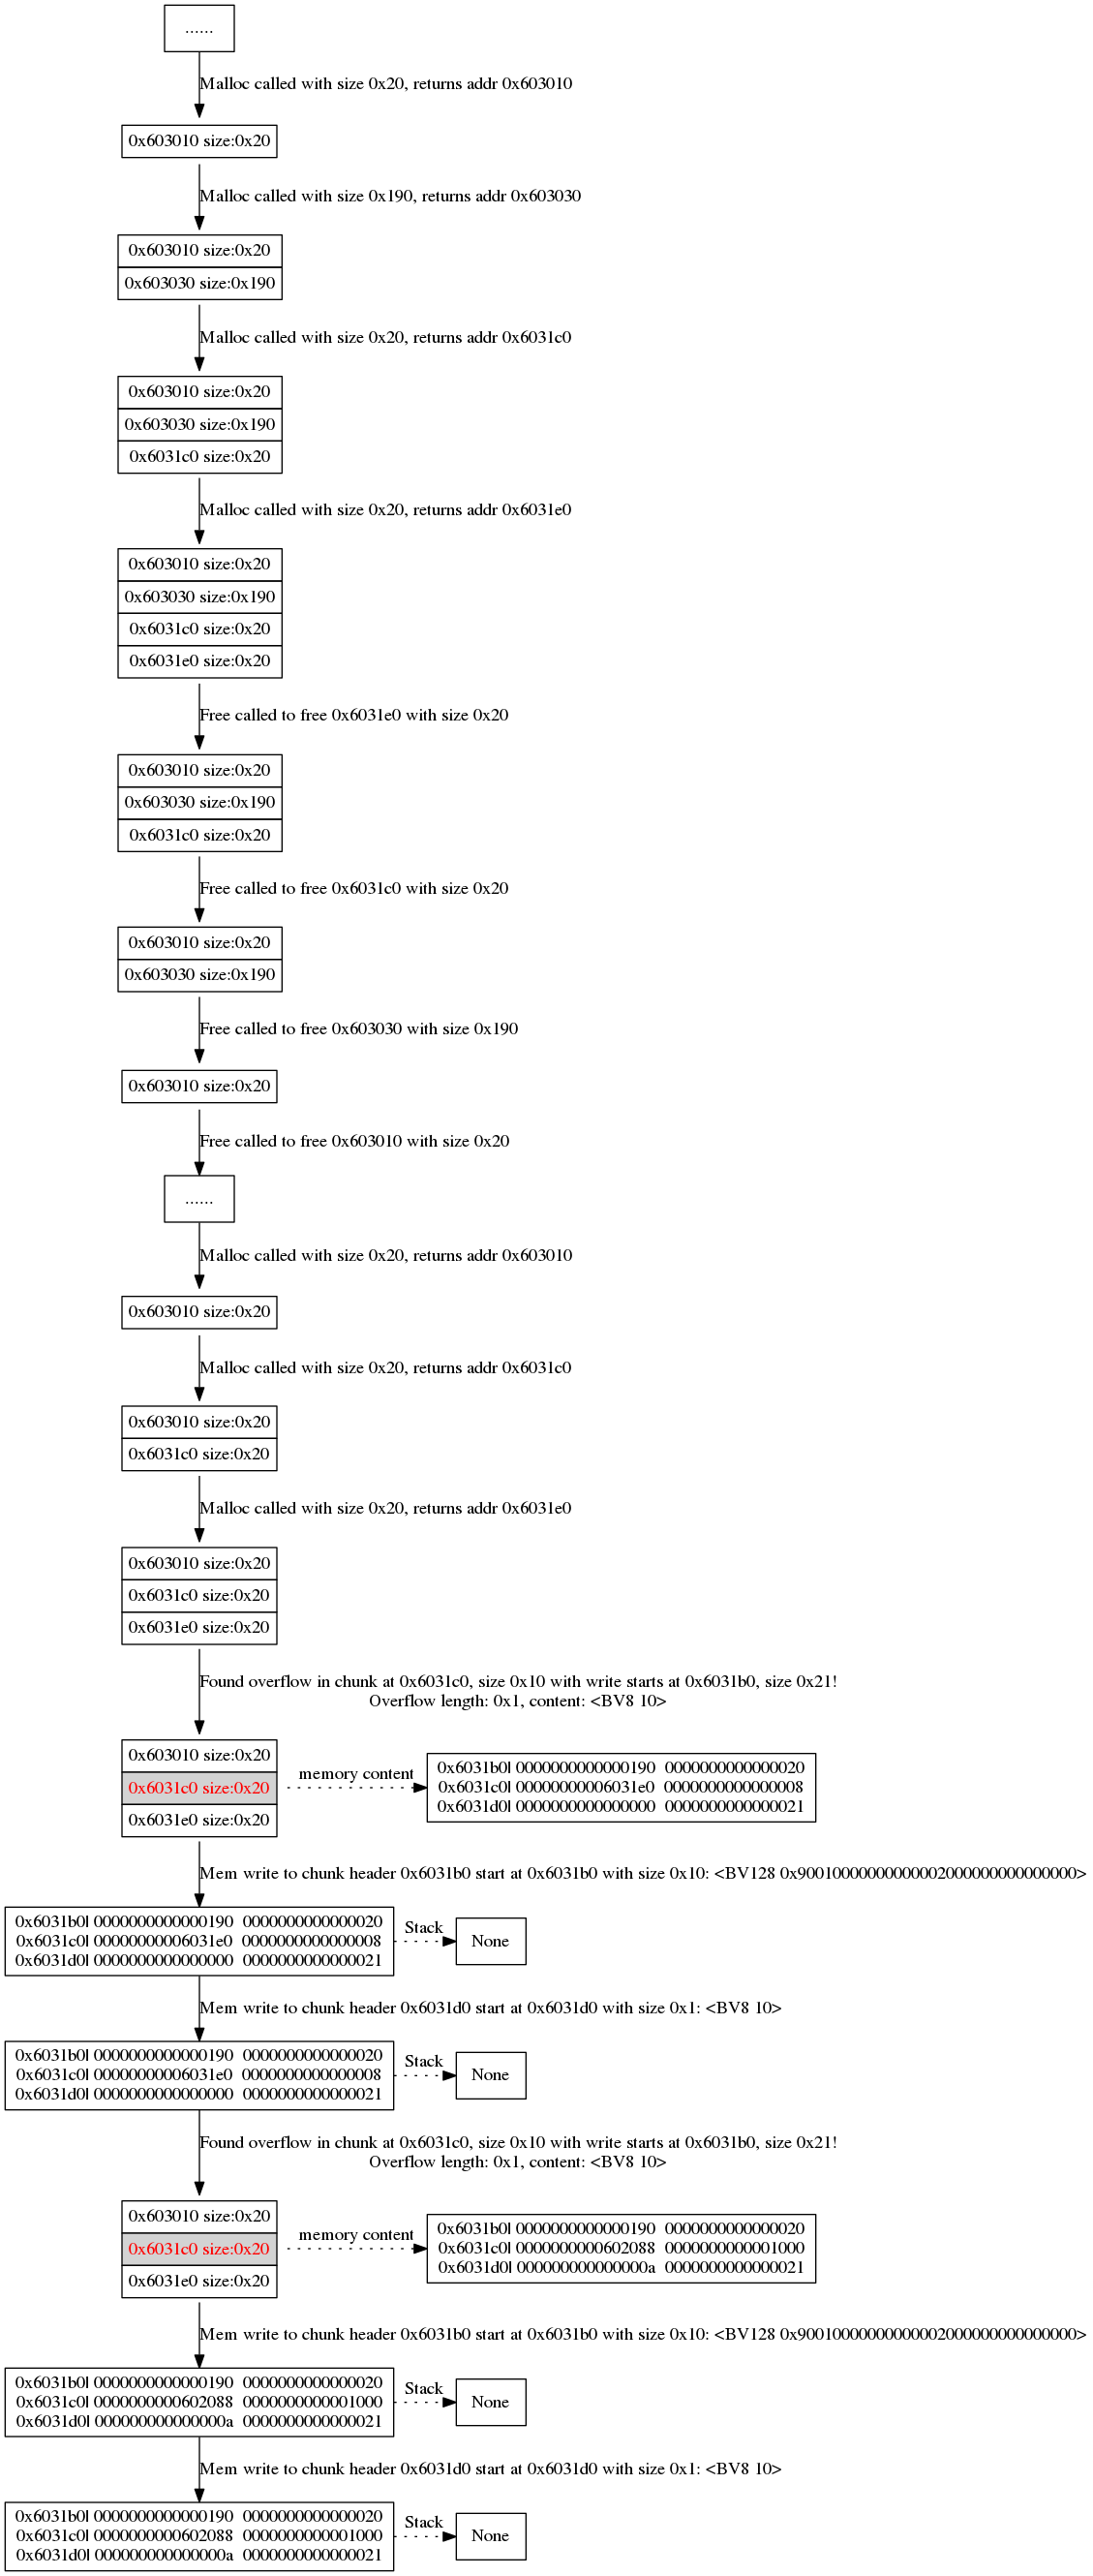 ......
Malloc called with size 0x20, returns addr 0x603010
0x603010 size:0x20
Malloc called with size 0x190, returns addr 0x603030
0x603010 size:0x20
0x603030 size:0x190
Malloc called with size 0x20, returns addr 0x6031c0
0x603010 size:0x20
0x603030 size:0x190
0x6031c0 size:0x20
Malloc called with size 0x20, returns addr 0x6031e0
0x603010 size:0x20
0x603030 size:0x190
0x6031c0 size:0x20
0x6031e0 size:0x20
Free called to free 0x6031e0 with size 0x20
0x603010 size:0x20
0x603030 size:0x190
0x6031c0 size:0x20
Free called to free 0x6031c0 with size 0x20
0x603010 size:0x20
0x603030 size:0x190
Free called to free 0x603030 with size 0x190
0x603010 size:0x20
Free called to free 0x603010 with size 0x20
......
Malloc called with size 0x20, returns addr 0x603010
0x603010 size:0x20
Malloc called with size 0x20, returns addr 0x6031c0
0x603010 size:0x20
0x6031c0 size:0x20
Malloc called with size 0x20, returns addr 0x6031e0
0x603010 size:0x20
0x6031c0 size:0x20
0x6031e0 size:0x20
Found overflow in chunk at 0x6031c0, size 0x10 with write starts at 0x6031b0, size 0x21!
Overflow length: 0x1, content: <BV8 10>
0x603010 size:0x20
0x6031c0 size:0x20
0x6031e0 size:0x20
memory content
0x6031b0| 0000000000000190 0000000000000020
0x6031c0| 00000000006031e0 0000000000000008
0x6031d0| 0000000000000000 0000000000000021
Mem write to chunk header 0x6031b0 start at 0x6031b0 with size 0x10: <BV128 0x90010000000000002000000000000000>
0x6031b0| 0000000000000190 0000000000000020
0x6031c0| 00000000006031e0 0000000000000008
0x6031d0| 0000000000000000 0000000000000021
Stack
None
Mem write to chunk header 0x6031d0 start at 0x6031d0 with size 0x1: <BV8 10>
0x6031b0| 0000000000000190 0000000000000020
0x6031c0| 00000000006031e0 0000000000000008
0x6031d0| 0000000000000000 0000000000000021
Stack
None
Found overflow in chunk at 0x6031c0, size 0x10 with write starts at 0x6031b0, size 0x21!
Overflow length: 0x1, content: <BV8 10>
0x603010 size:0x20
0x6031c0 size:0x20
0x6031e0 size:0x20
memory content
0x6031b0| 0000000000000190 0000000000000020
0x6031c0| 0000000000602088 0000000000001000
0x6031d0| 000000000000000a 0000000000000021
Mem write to chunk header 0x6031b0 start at 0x6031b0 with size 0x10: <BV128 0x90010000000000002000000000000000>
0x6031b0| 0000000000000190 0000000000000020
0x6031c0| 0000000000602088 0000000000001000
0x6031d0| 000000000000000a 0000000000000021
Stack
None
Mem write to chunk header 0x6031d0 start at 0x6031d0 with size 0x1: <BV8 10>
0x6031b0| 0000000000000190 0000000000000020
0x6031c0| 0000000000602088 0000000000001000
0x6031d0| 000000000000000a 0000000000000021
Stack
None